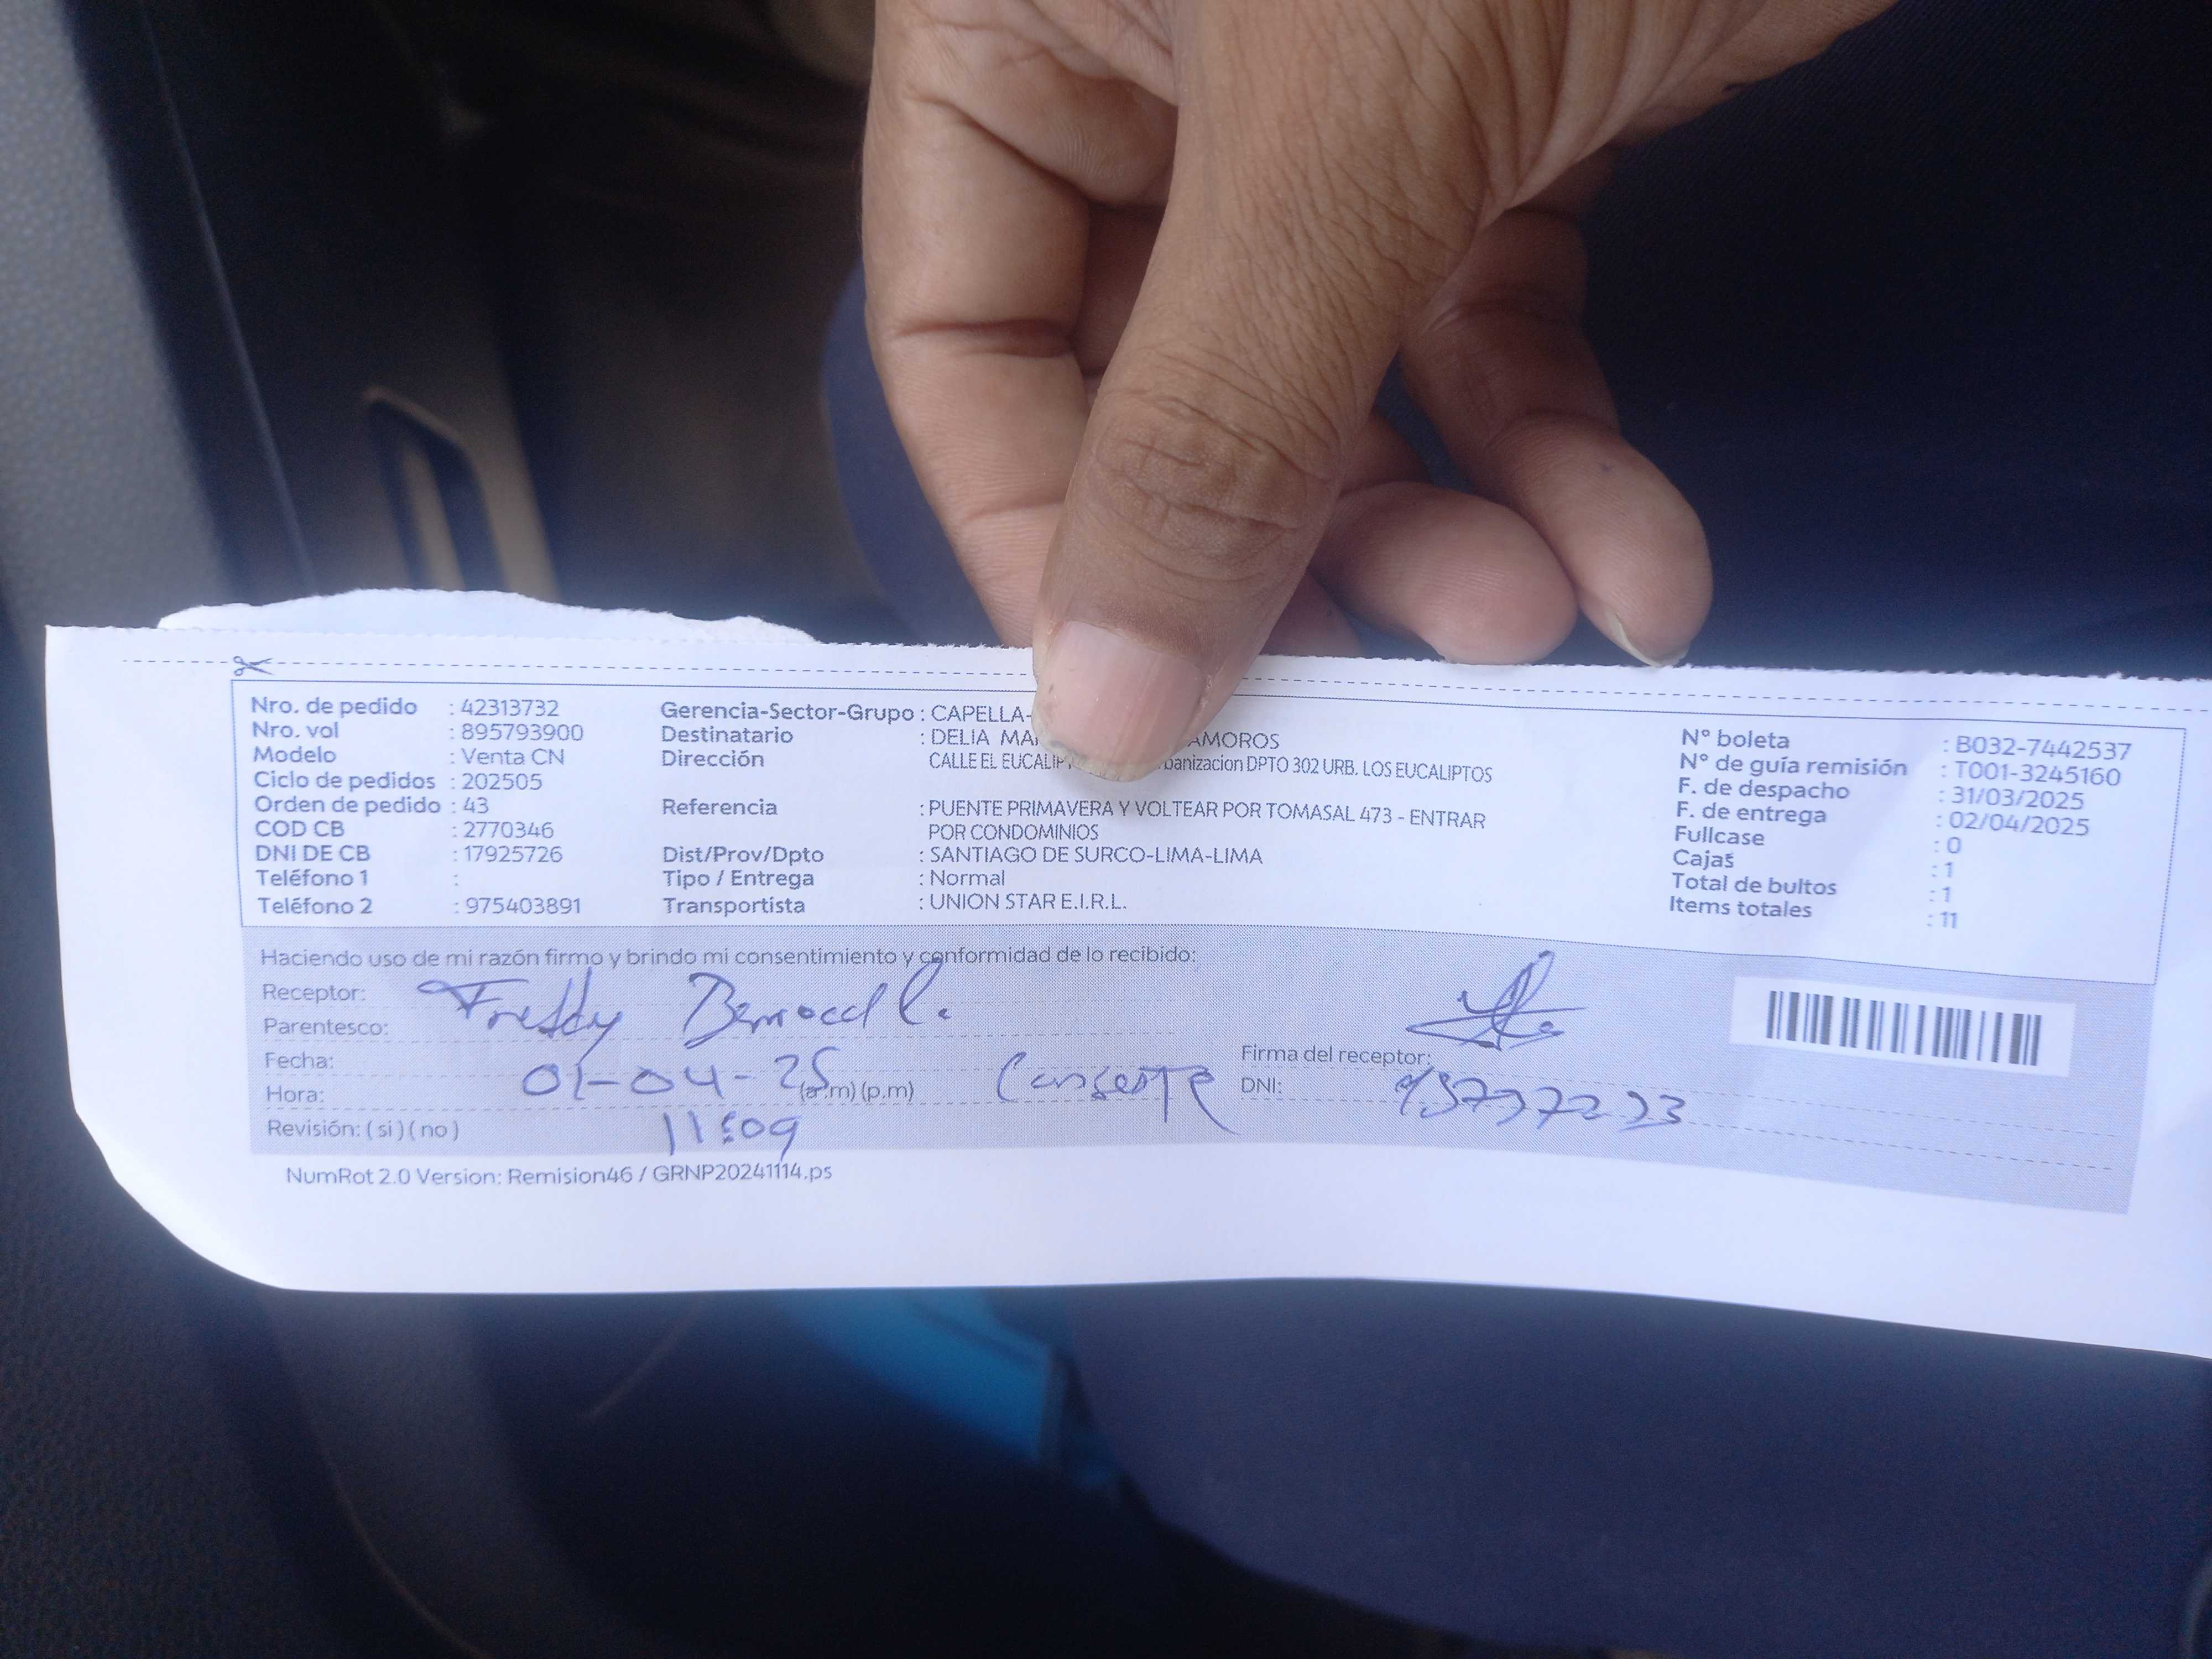 Nro. de pedido : 42313732
Nro. vol : 895793900
Modelo : Venta CN
Ciclo de pedidos : 202505
Orden de pedido : 43
COD CB : 2770346
DNI DE CB : 17925726
Teléfono 1 :
Teléfono 2 : 975403891
Gerencia-Sector-Grupo : CAPELLA-
Destinatario : DELIA
Dirección : CALLE EL DPTO 302 URB. LOS EUCALIPTOS
Referencia : PUENTE PRIMAVERA Y VOLTEAR POR TOMASAL 473 - ENTRAR
POR CONDOMINIOS
Dist/Prov/Dpto : SANTIAGO DE SURCO-LIMA-LIMA
Tipo / Entrega : Normal
Transportista : UNION STAR E.I.R.L.
N° boleta : B032-7442537
N° de guía remisión : T001-3245160
F. de despacho : 31/03/2025
F. de entrega : 02/04/2025
Fullcase : 0
Cajas : 1
Total de bultos : 1
Items totales : 11
Haciendo uso de mi razón firmo y brindo mi consentimiento y conformidad de lo recibido:
Receptor: Freddy
Parentesco:
Fecha: 01-04-25
Hora: (a.m) (p.m)
Revisión: ( si ) ( no ) 11:09
Firma del receptor:
DNI:
NumRot 2.0 Version: Remision46 / GRNP20241114.ps